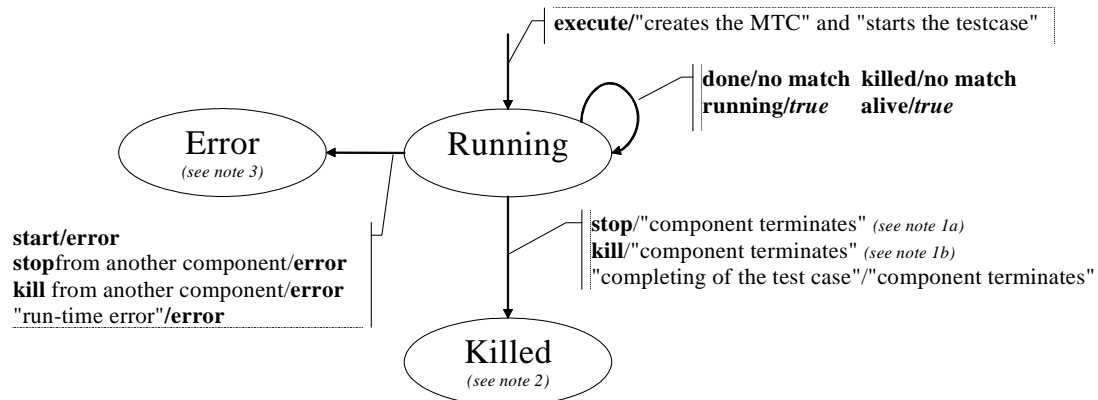 execute/"creates the MTC" and "starts the testcase"
done/no match killed/no match
running/true alive/true
Error
(see note 3)
Running
start/error
stopfrom another component/error
kill from another component/error
"run-time error"/error
stop/"component terminates" (see note 1a)
kill/"component terminates" (see note 1b)
"completing of the test case"/"component terminates"
Killed
(see note 2)